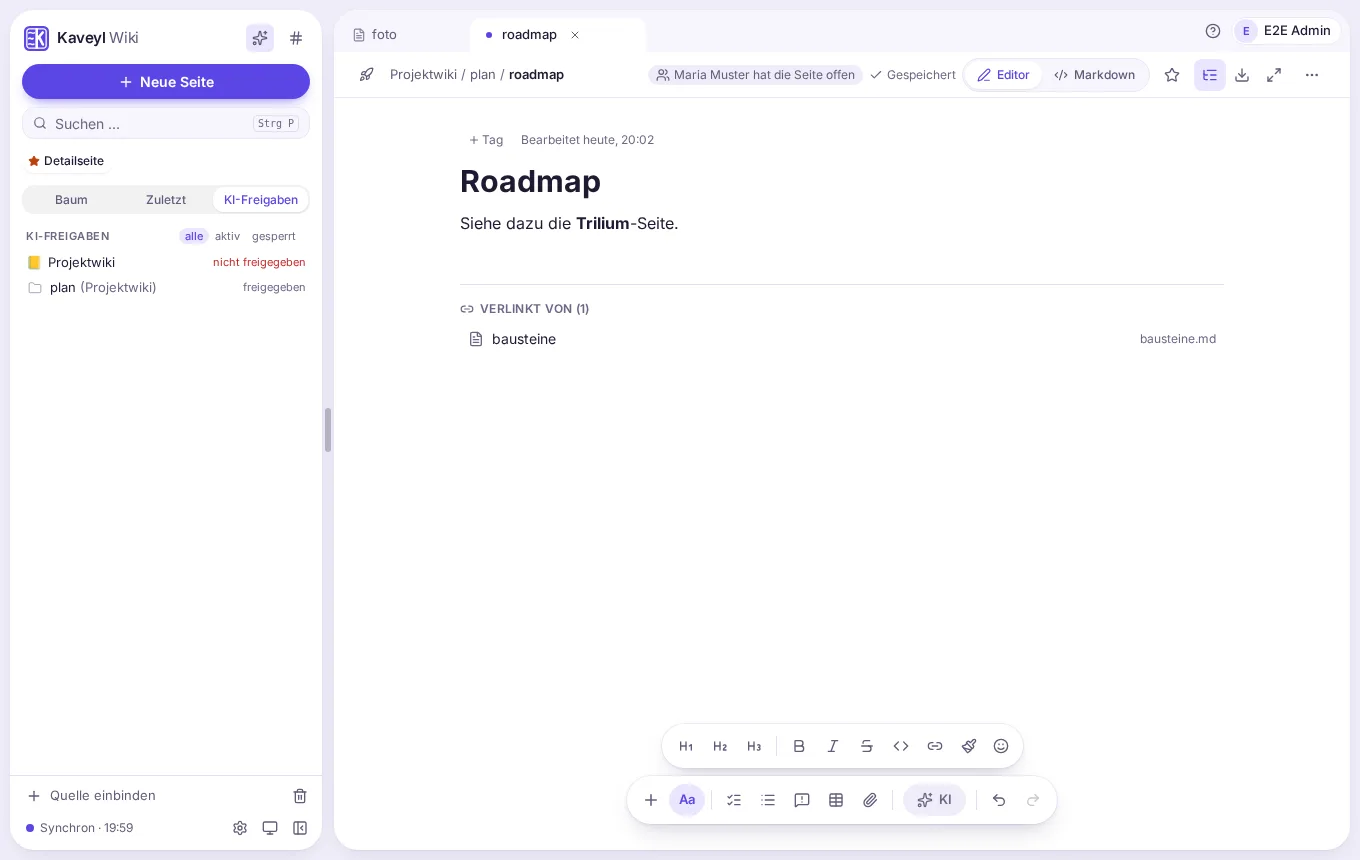 Kaveyl Wiki
Neue Seite
Suchen ...
Strg P
Detailseite
Baum
Zuletzt
KI-Freigaben
KI-FREIGABEN
alle
aktiv
gesperrt
Projektwiki
nicht freigegeben
plan (Projektwiki)
freigegeben
Quelle einbinden
Synchron · 19:59
foto
roadmap
E
E2E Admin
Projektwiki / plan / roadmap
Maria Muster hat die Seite offen
Gespeichert
Editor
Markdown
Tag
Bearbeitet heute, 20:02
Roadmap
Siehe dazu die Trilium-Seite.
VERLINKT VON (1)
bausteine
bausteine.md
H1
H2
H3
Aa
KI